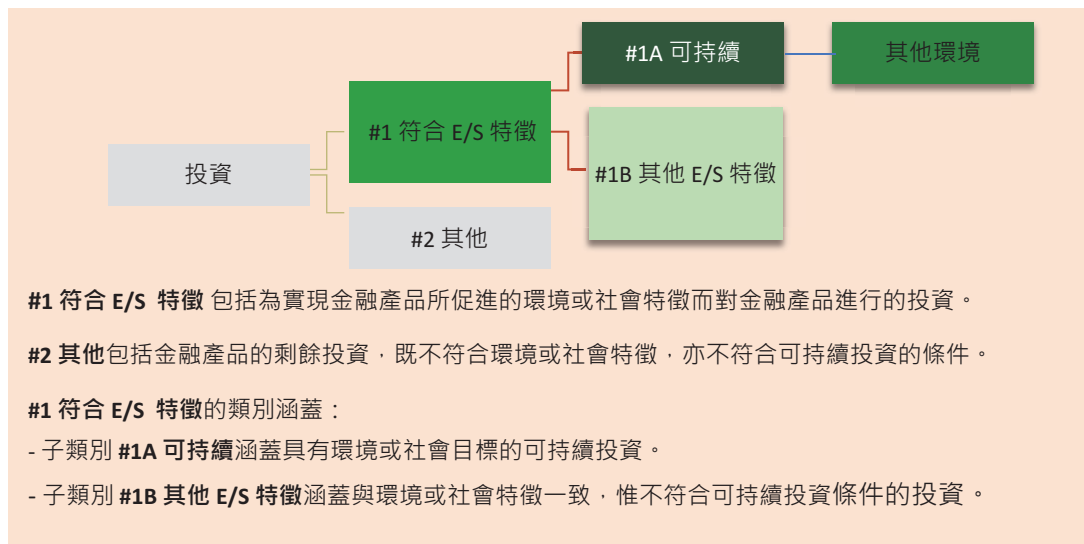 #1A 可持續
其他環境
#1 符合 E/S 特徵
投資
#1B 其他 E/S 特徵
#2 其他
#1 符合 E/S 特徵 包括為實現金融產品所促進的環境或社會特徵而對金融產品進行的投資。
#2 其他包括金融產品的剩餘投資，既不符合環境或社會特徵，亦不符合可持續投資的條件。
#1 符合 E/S 特徵的類別涵蓋：
- 子類別 #1A 可持續涵蓋具有環境或社會目標的可持續投資。
- 子類別 #1B 其他 E/S 特徵涵蓋與環境或社會特徵一致，惟不符合可持續投資條件的投資。